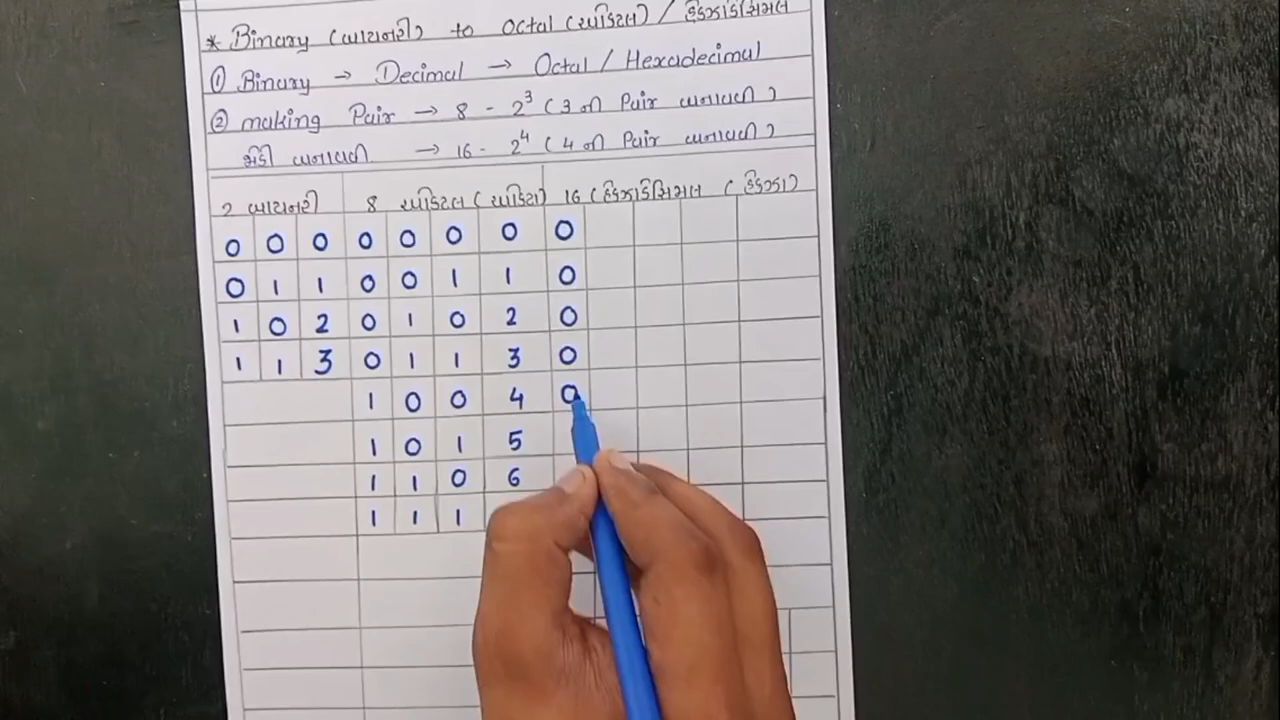 * Binary (બાયનરી) to Octal (ઓક્ટિલ) / હેક્ઝાડેસિમલ
① Binary → Decimal → Octal / Hexadecimal
② making Pair → 8 - 2³ (3 ની Pair બનાવવી)
બનાવવી → 16 - 2⁴ (4 ની Pair બનાવવી)
2 બાયનરી 8 16
0 0 0 0 0 0 0 0
0 1 1 0 0 1 1 0
1 0 2 0 1 0 2 0
1 1 3 0 1 1 3 0
1 0 0 4 0
1 0 1 5
1 1 0 6
1 1 1